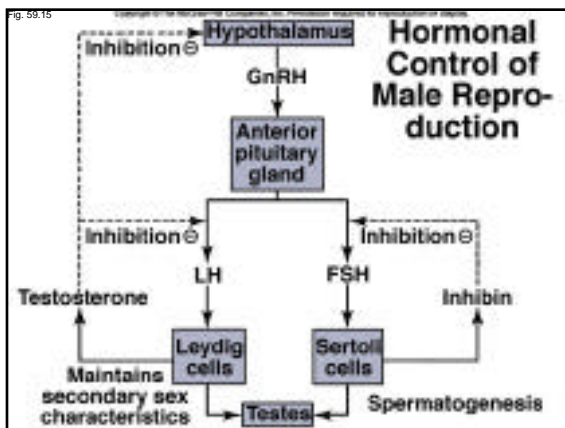 Fig. 59.15
Hypothalamus
Hormonal
Control of
Male Repro-
duction
Inhibition ⊖
GnRH
Anterior
pituitary
gland
Inhibition ⊖
Inhibition ⊖
LH
FSH
Testosterone
Inhibin
Leydig
cells
Sertoli
cells
Maintains
secondary sex
characteristics
Spermatogenesis
Testes